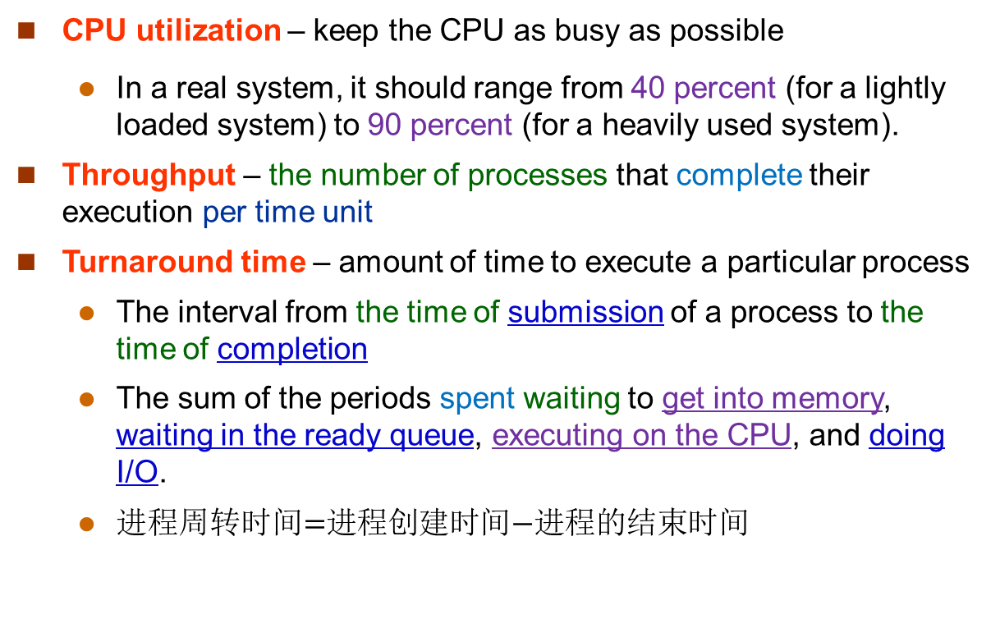 CPU utilization – keep the CPU as busy as possible
In a real system, it should range from 40 percent (for a lightly
loaded system) to 90 percent (for a heavily used system).
Throughput – the number of processes that complete their
execution per time unit
Turnaround time – amount of time to execute a particular process
The interval from the time of submission of a process to the
time of completion
The sum of the periods spent waiting to get into memory,
waiting in the ready queue, executing on the CPU, and doing
I/O.
进程周转时间=进程创建时间–进程的结束时间